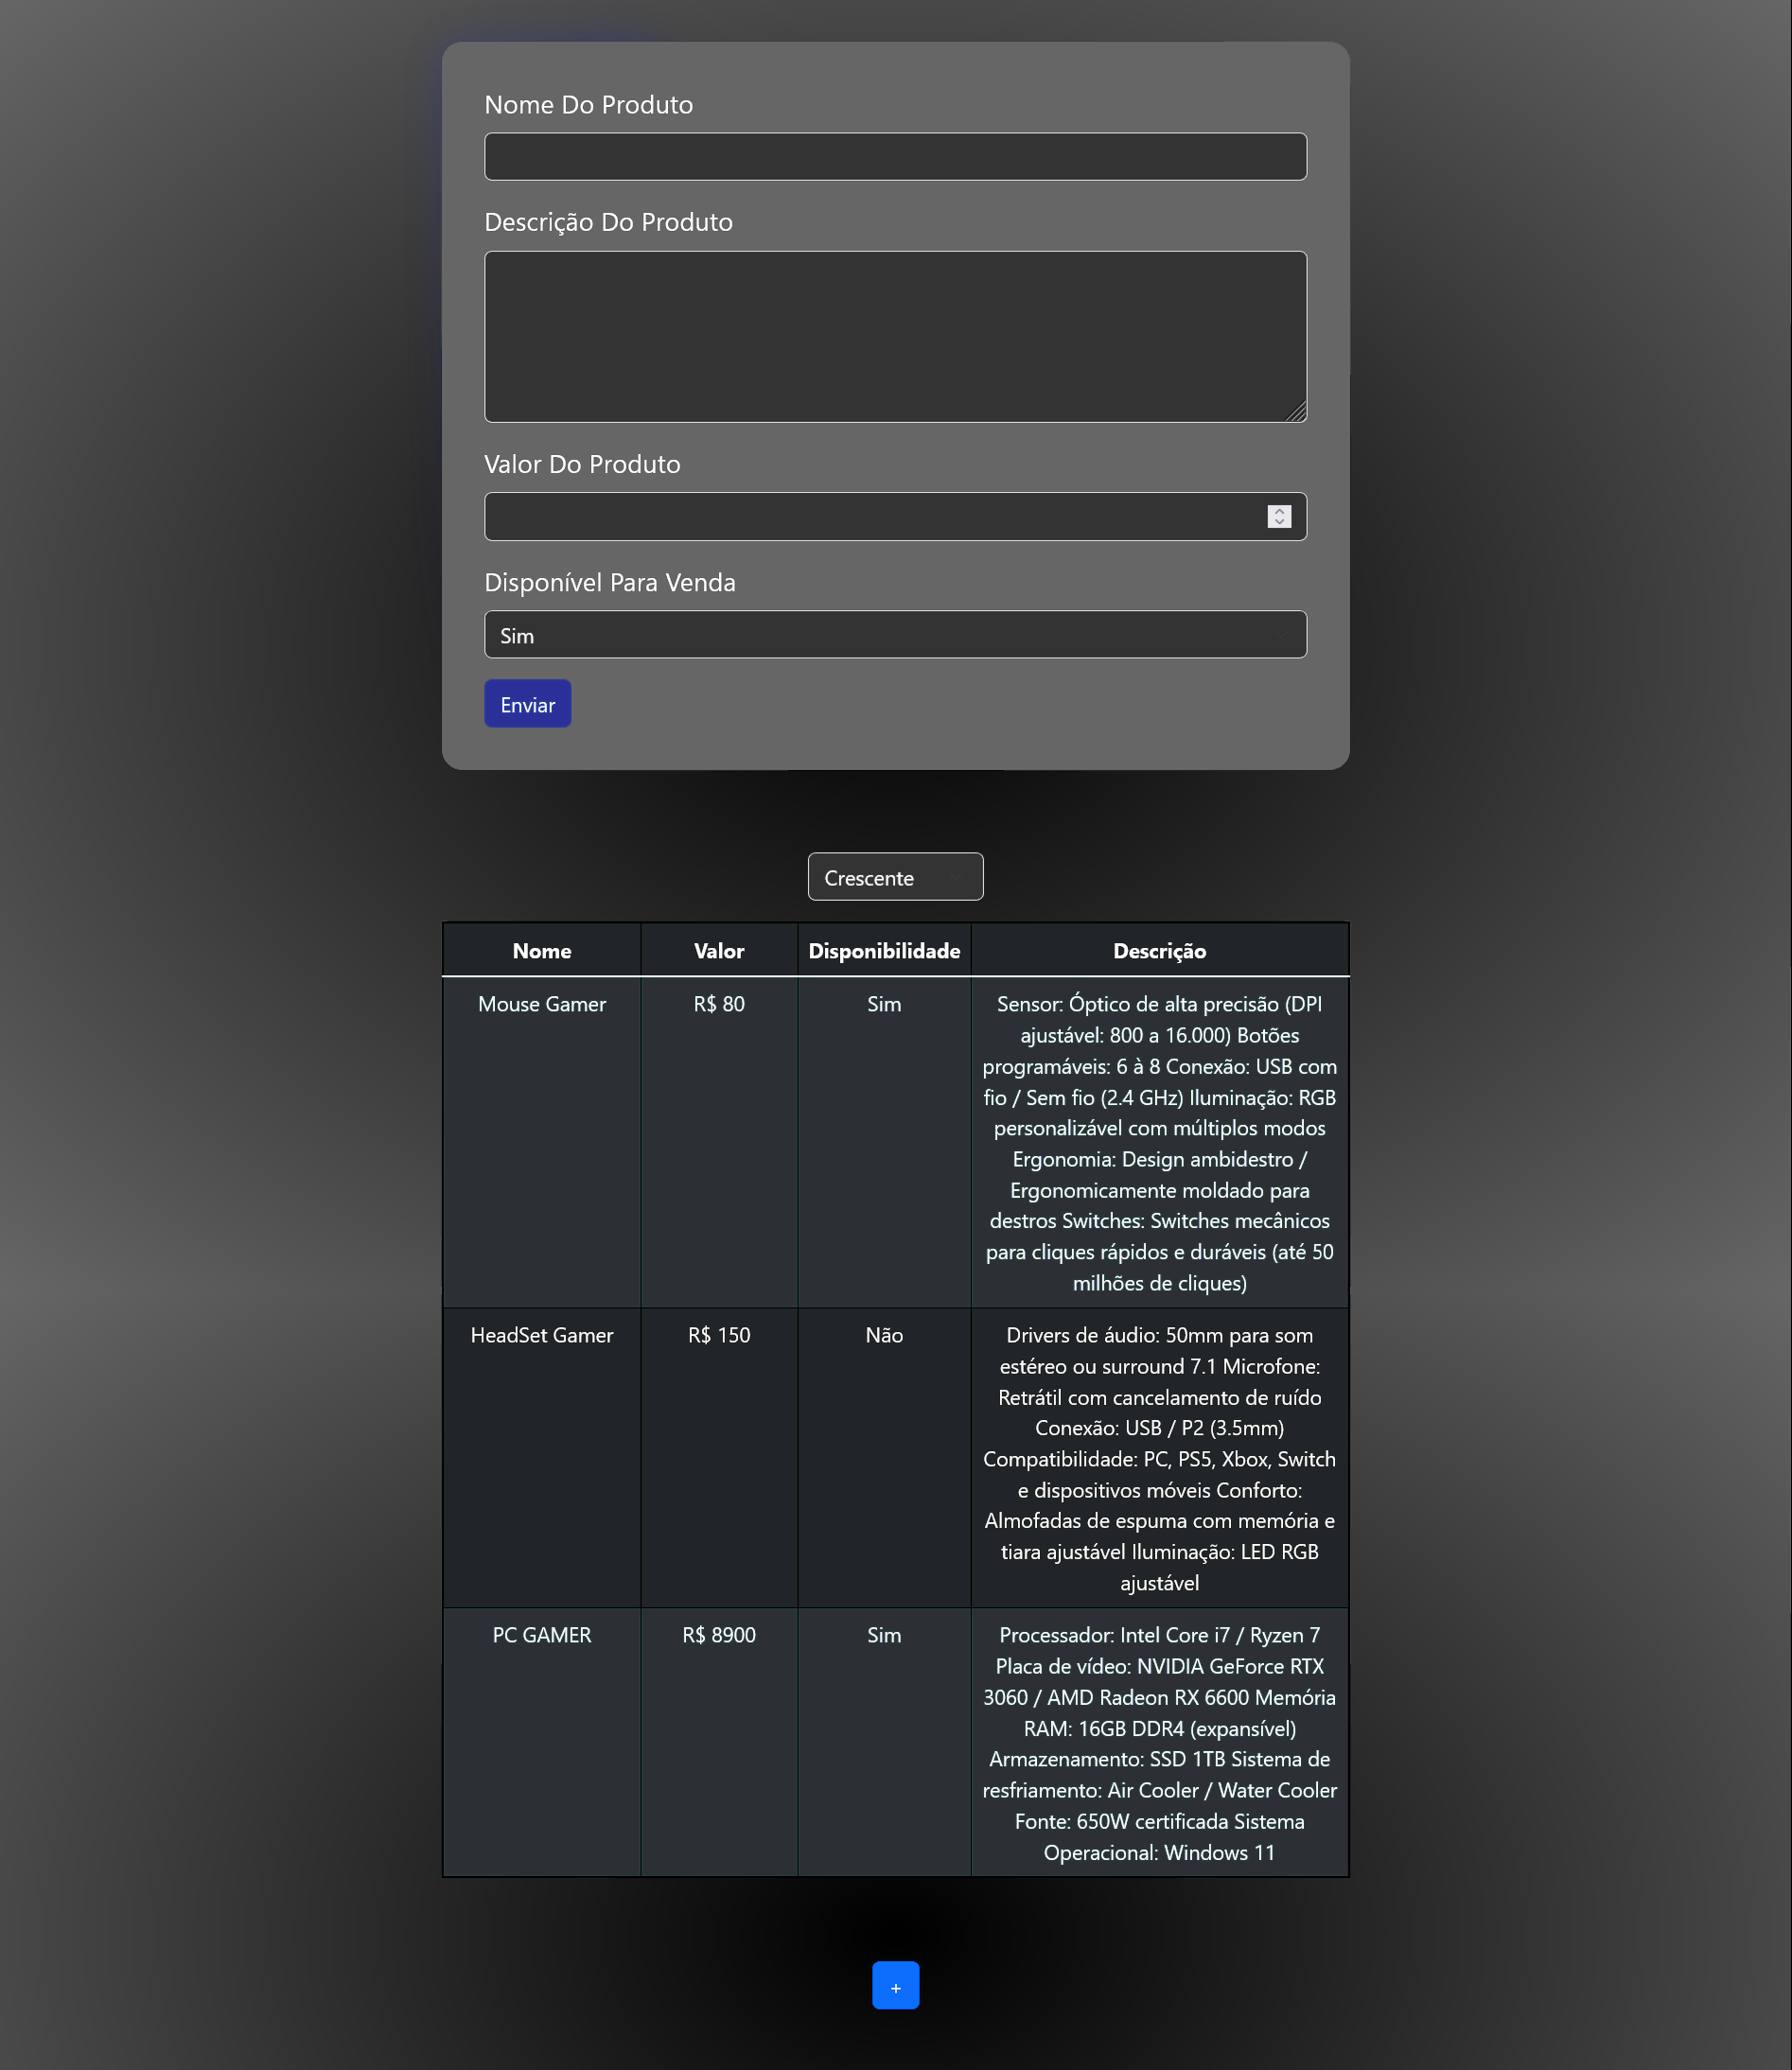 Nome Do Produto
Descrição Do Produto
Valor Do Produto
Disponível Para Venda
Sim
Enviar
Crescente
Nome Valor Disponibilidade Descrição
Mouse Gamer R$ 80 Sim Sensor: Óptico de alta precisão (DPI
ajustável: 800 a 16.000) Botões
programáveis: 6 à 8 Conexão: USB com
fio / Sem fio (2.4 GHz) Iluminação: RGB
personalizável com múltiplos modos
Ergonomia: Design ambidestro /
Ergonomicamente moldado para
destros Switches: Switches mecânicos
para cliques rápidos e duráveis (até 50
milhões de cliques)
HeadSet Gamer R$ 150 Não Drivers de áudio: 50mm para som
estéreo ou surround 7.1 Microfone:
Retrátil com cancelamento de ruído
Conexão: USB / P2 (3.5mm)
Compatibilidade: PC, PS5, Xbox, Switch
e dispositivos móveis Conforto:
Almofadas de espuma com memória e
tiara ajustável Iluminação: LED RGB
ajustável
PC GAMER R$ 8900 Sim Processador: Intel Core i7 / Ryzen 7
Placa de vídeo: NVIDIA GeForce RTX
3060 / AMD Radeon RX 6600 Memória
RAM: 16GB DDR4 (expansível)
Armazenamento: SSD 1TB Sistema de
resfriamento: Air Cooler / Water Cooler
Fonte: 650W certificada Sistema
Operacional: Windows 11
+